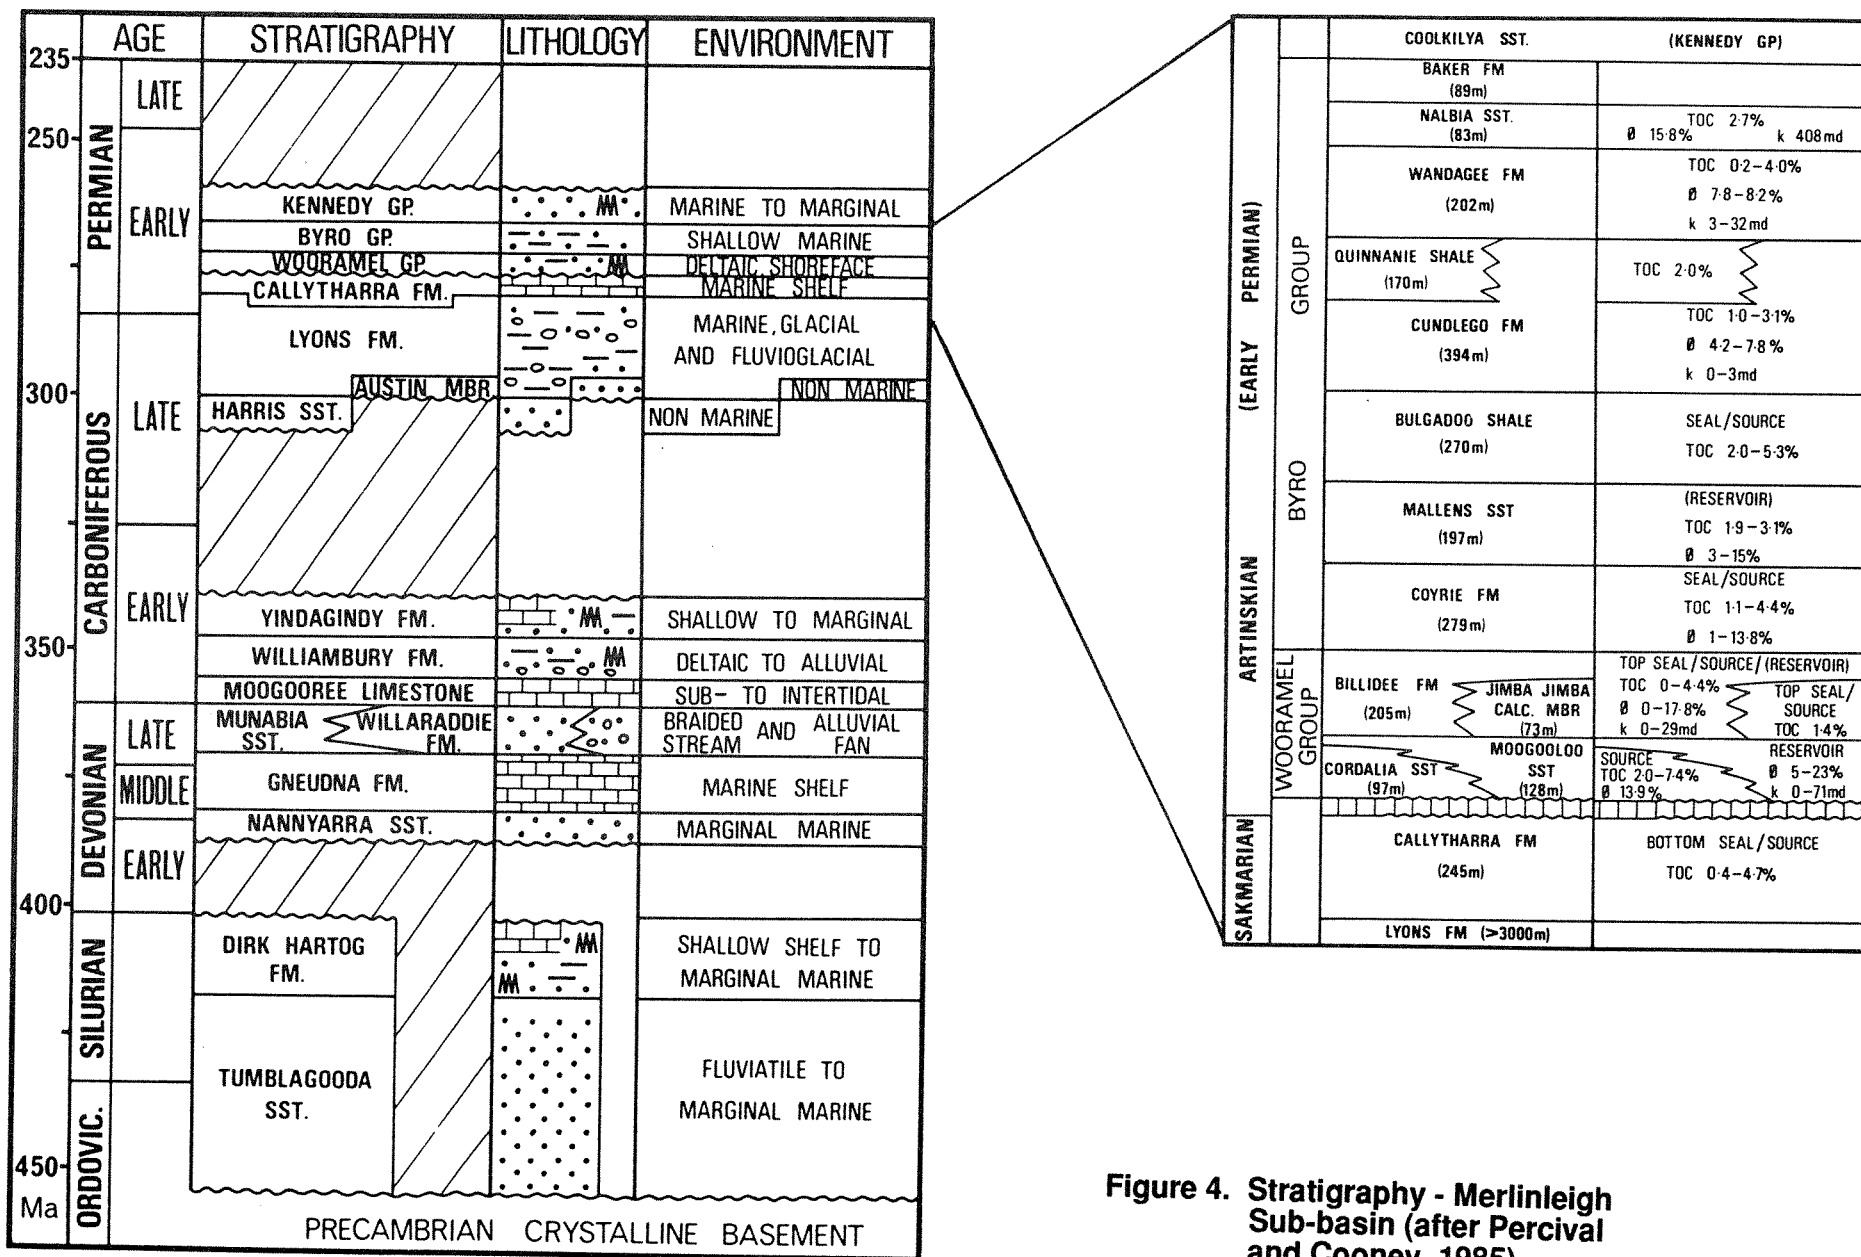 AGE STRATIGRAPHY LITHOLOGY ENVIRONMENT
235
250
300
350
400
450
Ma
PERMIAN
LATE
EARLY
CARBONIFEROUS
LATE
EARLY
DEVONIAN
LATE
MIDDLE
EARLY
SILURIAN
ORDOVIC.
KENNEDY GP. MARINE TO MARGINAL
BYRO GP. SHALLOW MARINE
WOORAMEL GP DELTAIC SHOREFACE
CALLYTHARRA FM. MARINE SHELF
LYONS FM.
MARINE, GLACIAL
AND FLUVIOGLACIAL
AUSTIN MBR NON MARINE
HARRIS SST. NON MARINE
YINDAGINDY FM. SHALLOW TO MARGINAL
WILLIAMBURY FM. DELTAIC TO ALLUVIAL
MOOGOOREE LIMESTONE SUB- TO INTERTIDAL
MUNABIA
SST.
WILLARADDIE
FM.
BRAIDED
STREAM
AND
ALLUVIAL
FAN
GNEUDNA FM. MARINE SHELF
NANNYARRA SST. MARGINAL MARINE
DIRK HARTOG
FM.
SHALLOW SHELF TO
MARGINAL MARINE
TUMBLAGOODA
SST.
FLUVIATILE TO
MARGINAL MARINE
PRECAMBRIAN CRYSTALLINE BASEMENT
ARTINSKIAN (EARLY PERMIAN)
SAKMARIAN
BYRO GROUP
WOORAMEL
GROUP
COOLKILYA SST. (KENNEDY GP)
BAKER FM
(89m)
NALBIA SST.
(83m)
TOC 2·7%
Ø 15·8% k 408md
WANDAGEE FM
(202m)
TOC 0·2-4·0%
Ø 7·8-8·2%
k 3-32md
QUINNANIE SHALE
(170m)
TOC 2·0%
CUNDLEGO FM
(394m)
TOC 1·0-3·1%
Ø 4·2-7·8%
k 0-3md
BULGADOO SHALE
(270m)
SEAL/SOURCE
TOC 2·0-5·3%
MALLENS SST
(197m)
(RESERVOIR)
TOC 1·9-3·1%
Ø 3-15%
COYRIE FM
(279m)
SEAL/SOURCE
TOC 1·1-4·4%
Ø 1-13·8%
BILLIDEE FM
(205m)
JIMBA JIMBA
CALC. MBR
(73m)
TOP SEAL/SOURCE/(RESERVOIR)
TOC 0-4·4%
Ø 0-17·8%
k 0-29md
TOP SEAL/
SOURCE
TOC 1·4%
CORDALIA SST
(97m)
MOOGOOLOO
SST
(128m)
SOURCE
TOC 2·0-7·4%
Ø 13·9%
RESERVOIR
Ø 5-23%
k 0-71md
CALLYTHARRA FM
(245m)
BOTTOM SEAL/SOURCE
TOC 0·4-4·7%
LYONS FM (>3000m)
Figure 4. Stratigraphy - Merlinleigh
Sub-basin (after Percival
and Cooney, 1985)